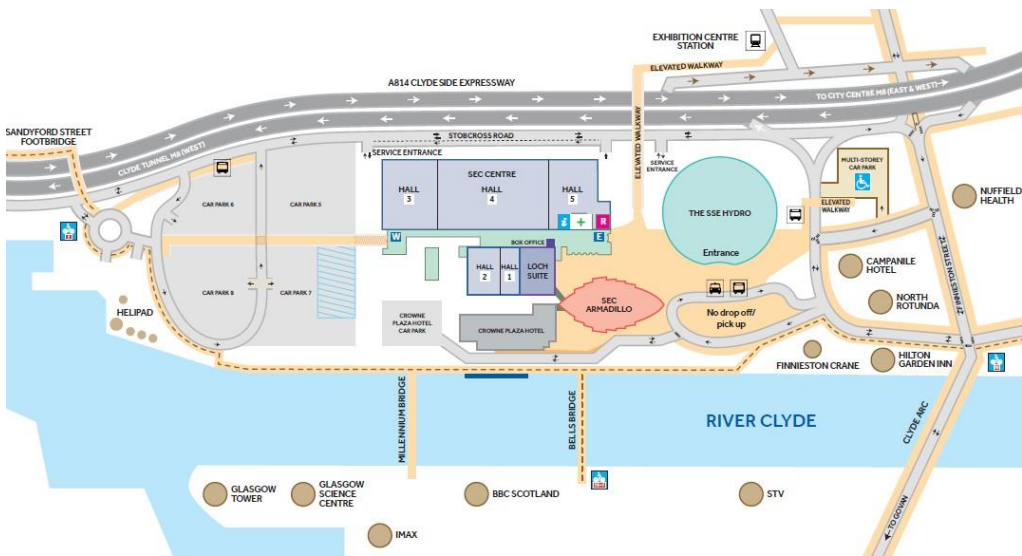 EXHIBITION CENTRE
STATION
ELEVATED WALKWAY
A814 CLYDESIDE EXPRESSWAY
TO CITY CENTRE M8 (EAST & WEST)
SANDYFORD STREET
FOOTBRIDGE
CLYDE TUNNEL M8 (WEST)
STOBCROSS ROAD
SERVICE ENTRANCE
ELEVATED WALKWAY
SERVICE
ENTRANCE
MULTI-STOREY
CAR PARK
SEC CENTRE
HALL
3
HALL
4
HALL
5
CAR PARK 6
CAR PARK 5
THE SSE HYDRO
ELEVATED
WALKWAY
NUFFIELD
HEALTH
i
R
W
E
BOX OFFICE
Entrance
HALL
2
HALL
1
LOCH
SUITE
CAMPANILE
HOTEL
FINNIESTON STREET
CAR PARK 8
CAR PARK 7
SEC
ARMADILLO
NORTH
ROTUNDA
HELIPAD
CROWNE
PLAZA HOTEL
CAR PARK
CROWNE PLAZA HOTEL
No drop off/
pick up
FINNIESTON CRANE
HILTON
GARDEN INN
MILLENNIUM BRIDGE
BELLS BRIDGE
RIVER CLYDE
CLYDE ARC
GLASGOW
TOWER
GLASGOW
SCIENCE
CENTRE
BBC SCOTLAND
STV
IMAX
TO GOVAN